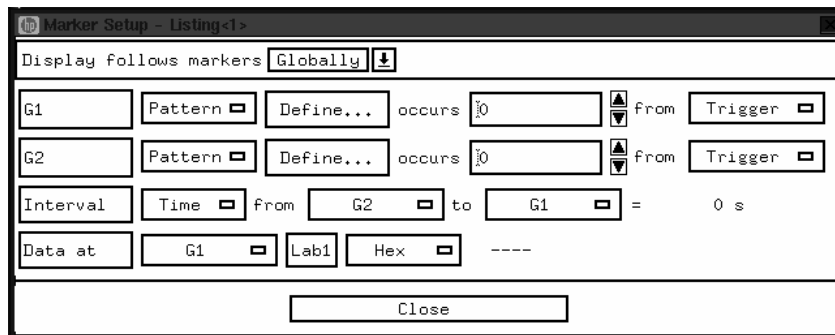 hp Marker Setup - Listing<1>
Display follows markers Globally
G1 Pattern Define... occurs 0 from Trigger
G2 Pattern Define... occurs 0 from Trigger
Interval Time from G2 to G1 = 0 s
Data at G1 Lab1 Hex ----
Close